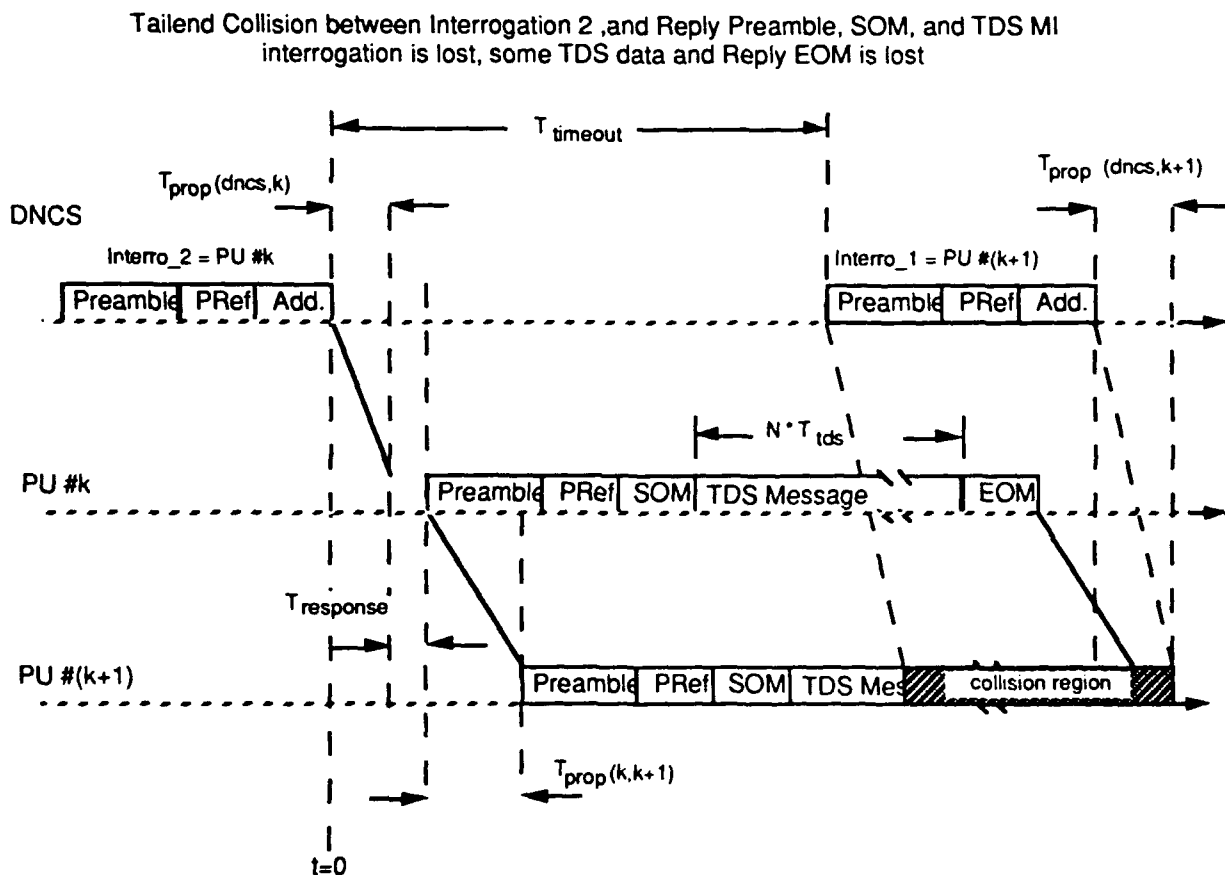 Tailend Collision between Interrogation 2 ,and Reply Preamble, SOM, and TDS MI
interrogation is lost, some TDS data and Reply EOM is lost
T timeout
T prop (dncs,k)
T prop (dncs,k+1)
DNCS
Interro_2 = PU #k
Interro_1 = PU #(k+1)
Preamble PRef Add.
Preamble PRef Add.
N * T tds
PU #k
Preamble PRef SOM TDS Message EOM
T response
PU #(k+1)
Preamble PRef SOM TDS Mes collision region
T prop (k,k+1)
t=0